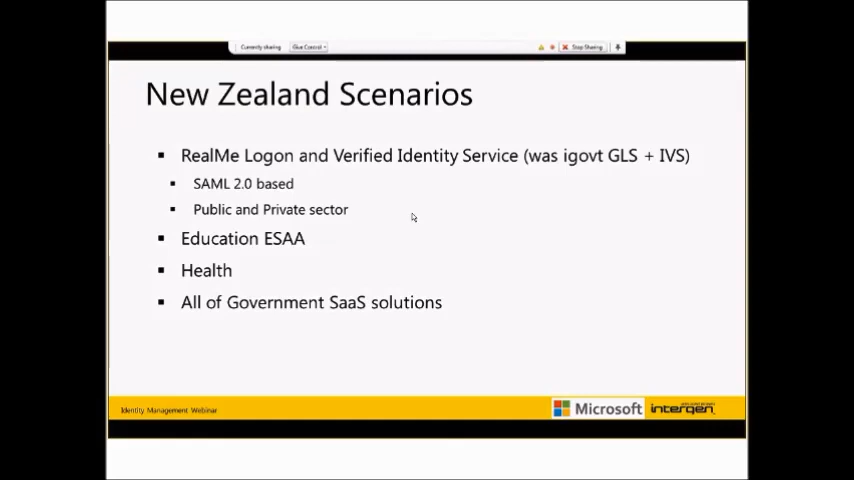 Currently sharing
Give Control
Stop Sharing
New Zealand Scenarios
RealMe Logon and Verified Identity Service (was igovt GLS + IVS)
SAML 2.0 based
Public and Private sector
Education ESAA
Health
All of Government SaaS solutions
Identity Management Webinar
Microsoft
intergen